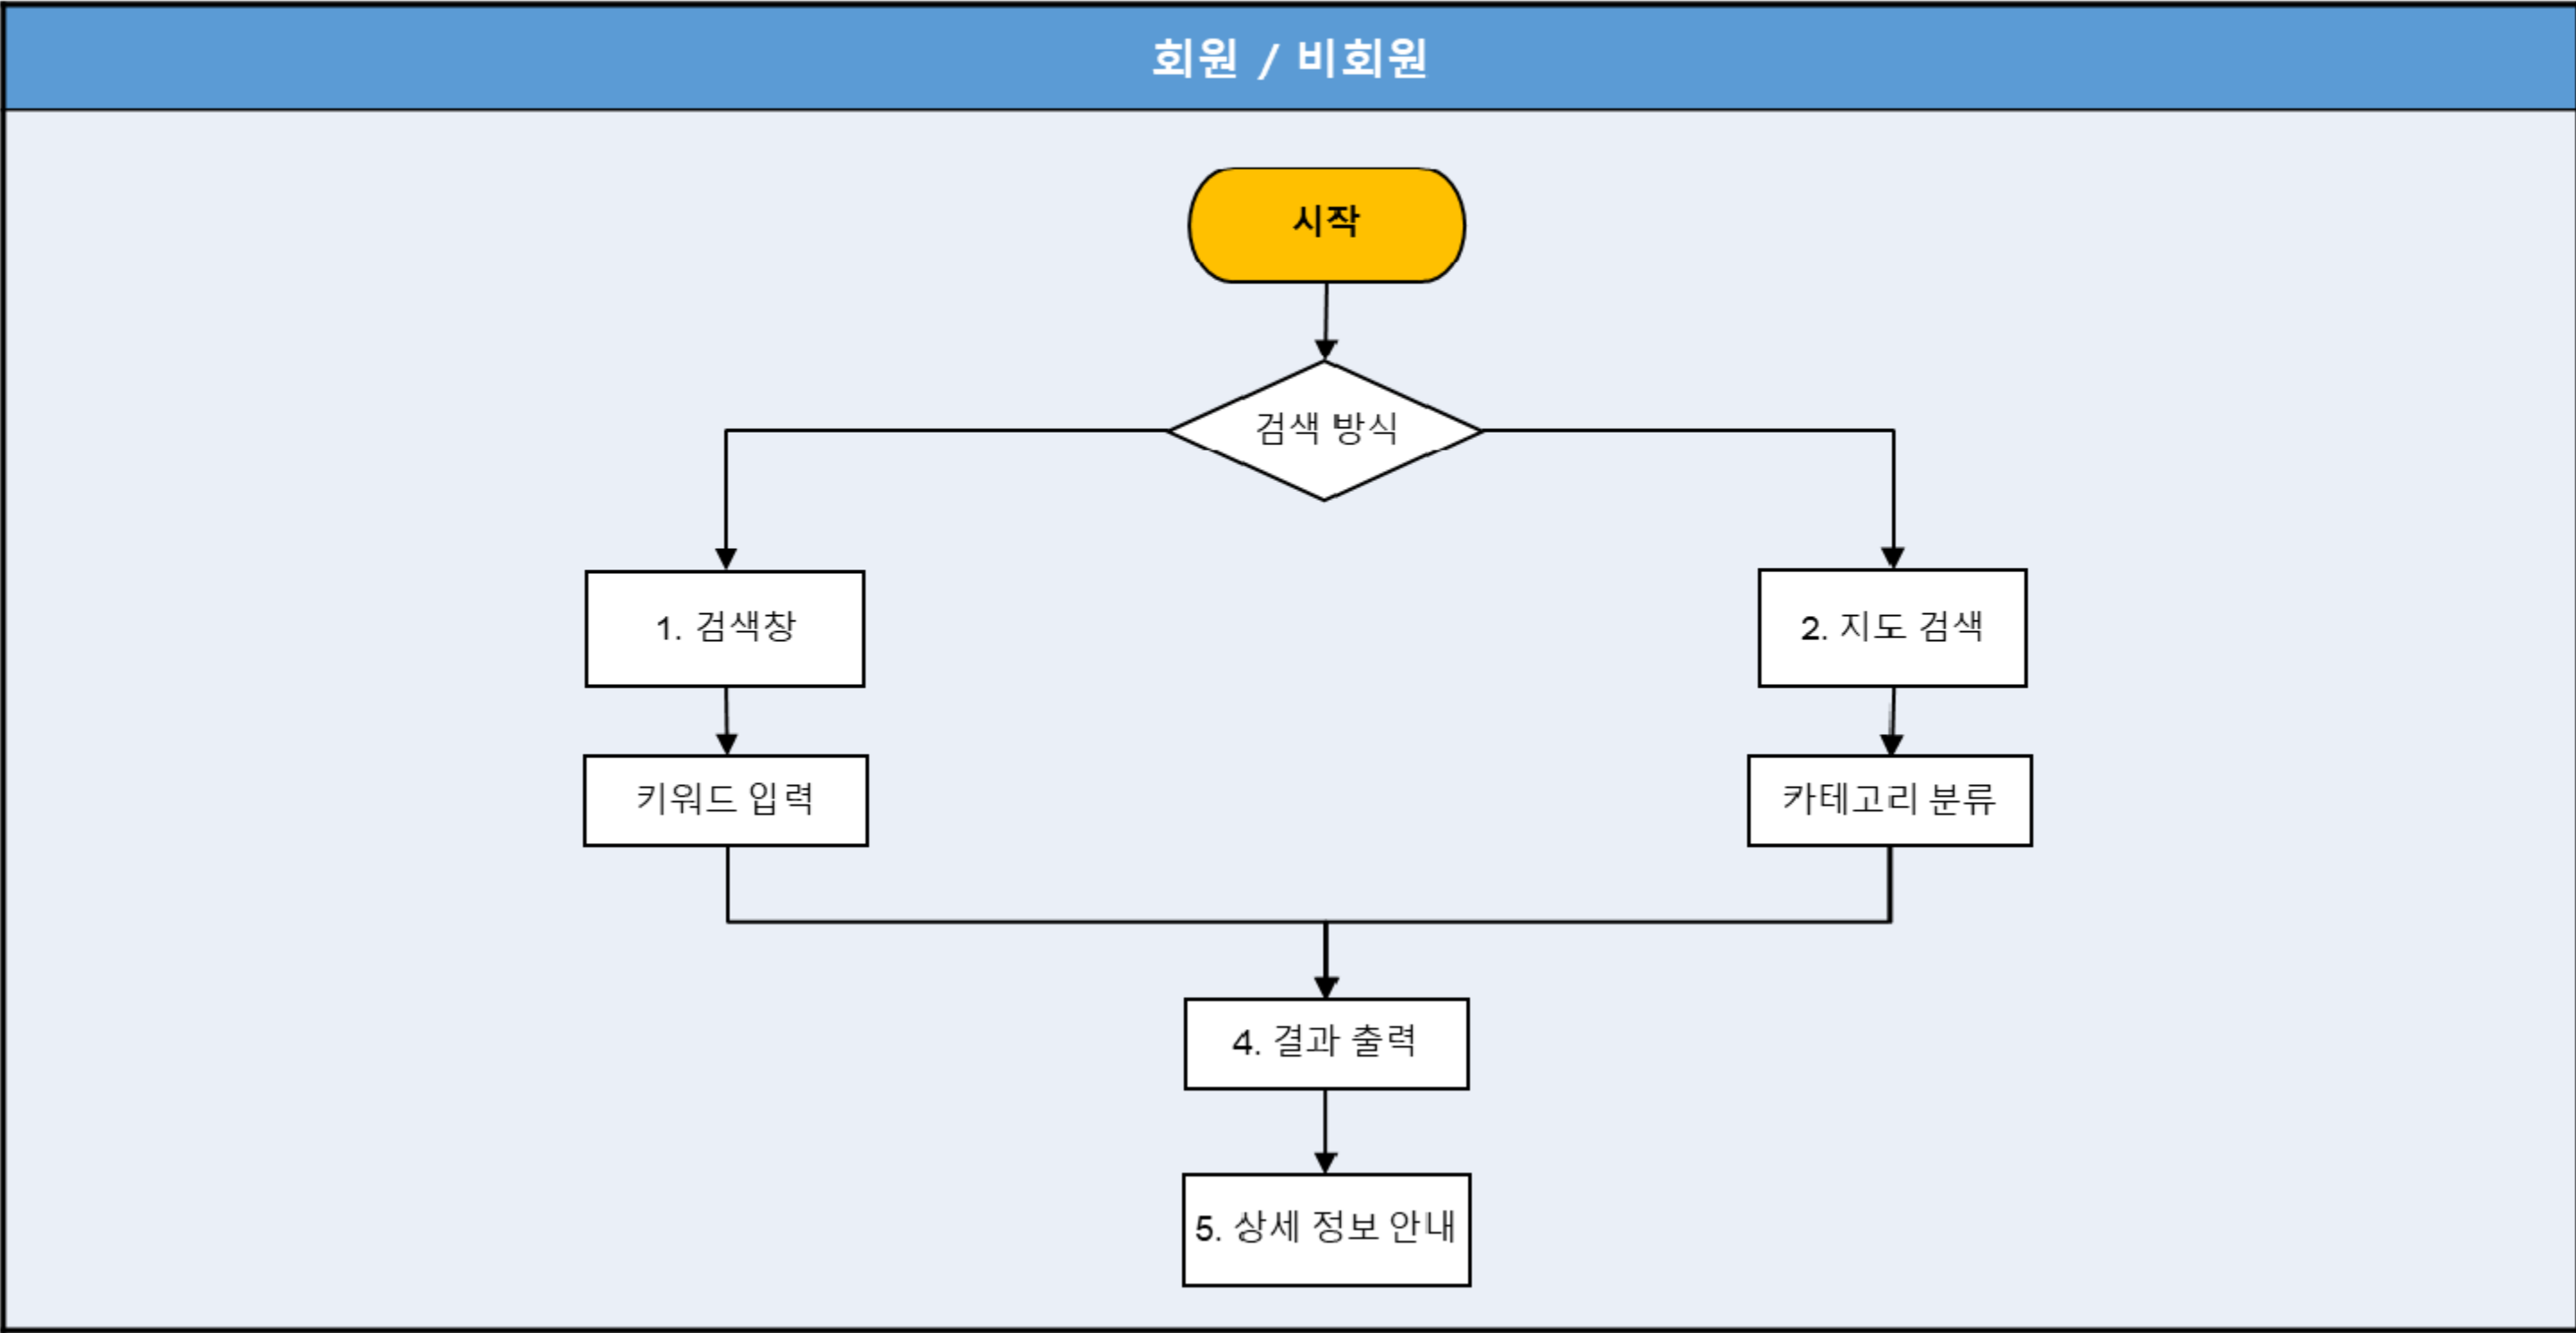 회원 / 비회원
시작
검색 방식
1. 검색창
2. 지도 검색
키워드 입력
카테고리 분류
4. 결과 출력
5. 상세 정보 안내